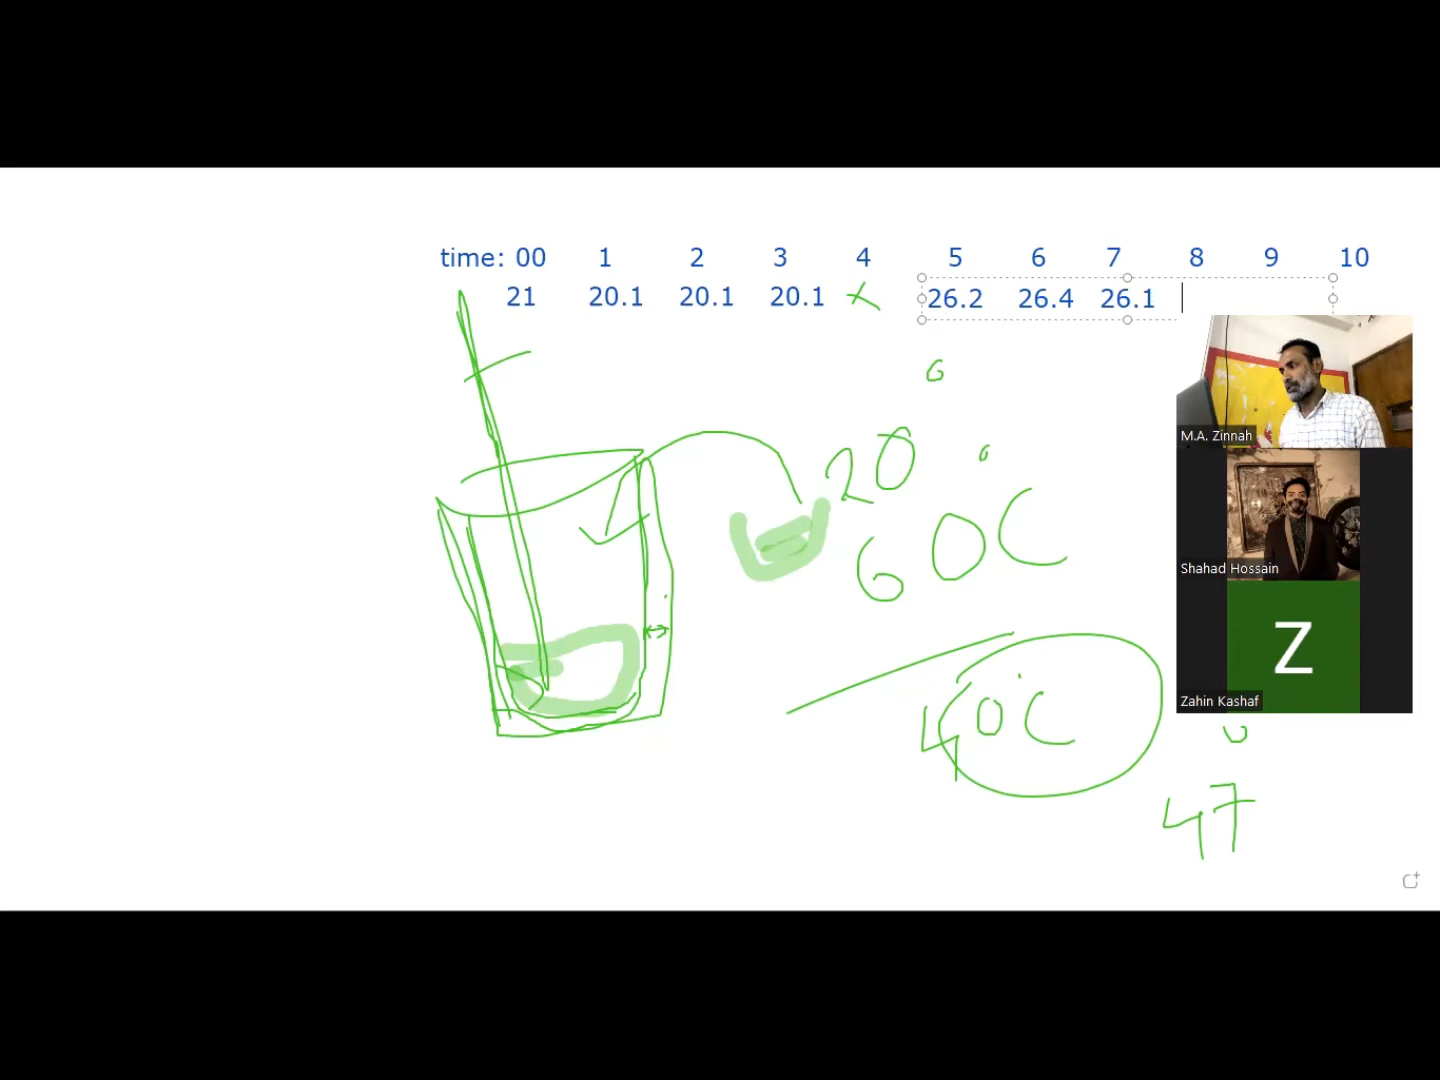 time: 00 1 2 3 4 5 6 7 8 9 10
21 20.1 20.1 20.1 x 26.2 26.4 26.1
20
60C
40C
47
M.A. Zinnah
Shahad Hossain
Z
Zahin Kashaf